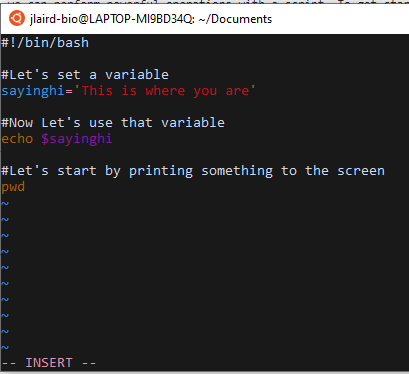 jlaird-bio@LAPTOP-MI9BD34Q: ~/Documents
#!/bin/bash
#Let's set a variable
sayinghi='This is where you are'
#Now Let's use that variable
echo $sayinghi
#Let's start by printing something to the screen
pwd
~
~
~
~
~
~
~
~
~
~
-- INSERT --